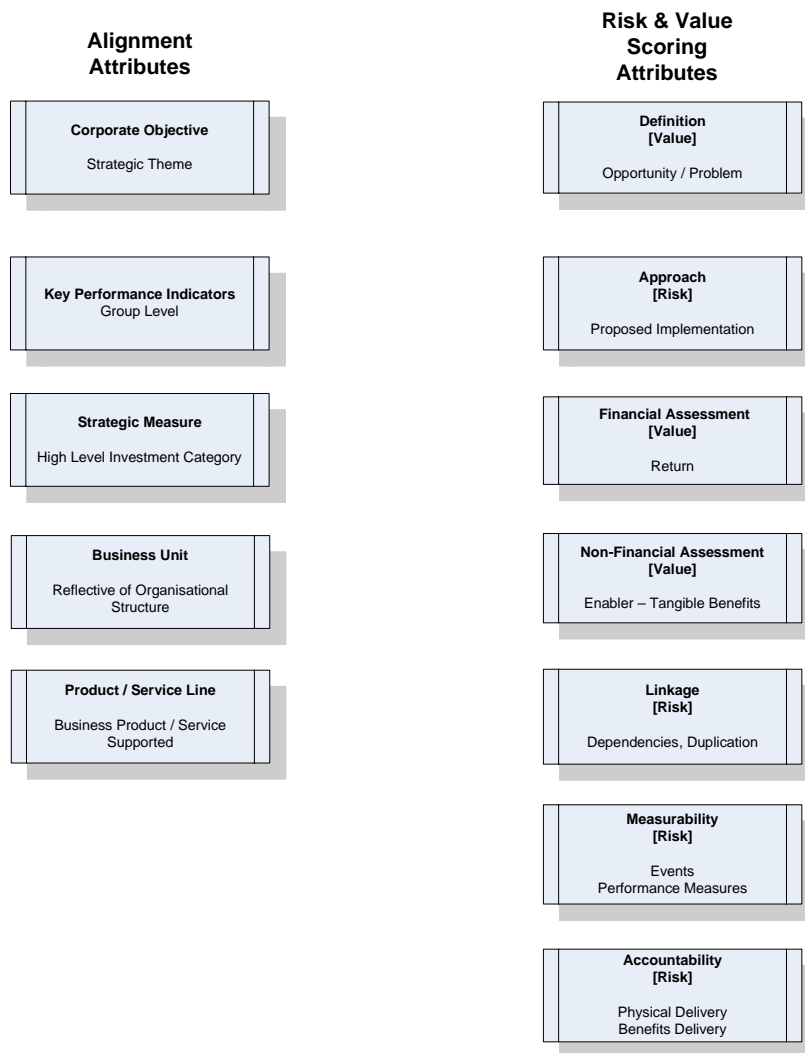 Alignment
Attributes
Corporate Objective
Strategic Theme
Key Performance Indicators
Group Level
Strategic Measure
High Level Investment Category
Business Unit
Reflective of Organisational
Structure
Product / Service Line
Business Product / Service
Supported
Risk & Value
Scoring
Attributes
Definition
[Value]
Opportunity / Problem
Approach
[Risk]
Proposed Implementation
Financial Assessment
[Value]
Return
Non-Financial Assessment
[Value]
Enabler – Tangible Benefits
Linkage
[Risk]
Dependencies, Duplication
Measurability
[Risk]
Events
Performance Measures
Accountability
[Risk]
Physical Delivery
Benefits Delivery